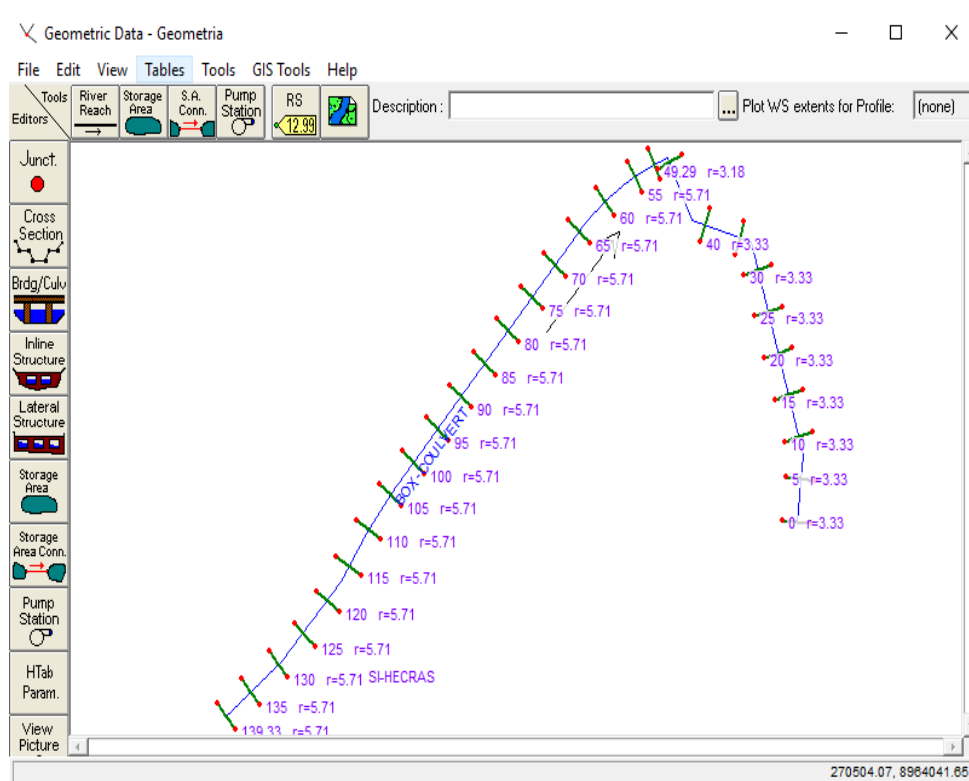 Geometric Data - Geometria
File Edit View Tables Tools GIS Tools Help
Tools
Editors
River
Reach
Storage
Area
S.A.
Conn.
Pump
Station
RS
12.99
Description :
...
Plot WS extents for Profile:
(none)
Junct.
Cross
Section
Brdg/Culv
Inline
Structure
Lateral
Structure
Storage
Area
Storage
Area Conn.
Pump
Station
HTab
Param.
View
Picture
49.29 r=3.18
55 r=5.71
60 r=5.71
65 r=5.71
40 r=3.33
70 r=5.71
30 r=3.33
75 r=5.71
25 r=3.33
80 r=5.71
20 r=3.33
85 r=5.71
15 r=3.33
90 r=5.71
95 r=5.71
10 r=3.33
BOX-COULVERT
100 r=5.71
5 r=3.33
105 r=5.71
0 r=3.33
110 r=5.71
115 r=5.71
120 r=5.71
125 r=5.71
130 r=5.71 SI-HECRAS
135 r=5.71
139.33 r=5.71
270504.07, 8964041.65